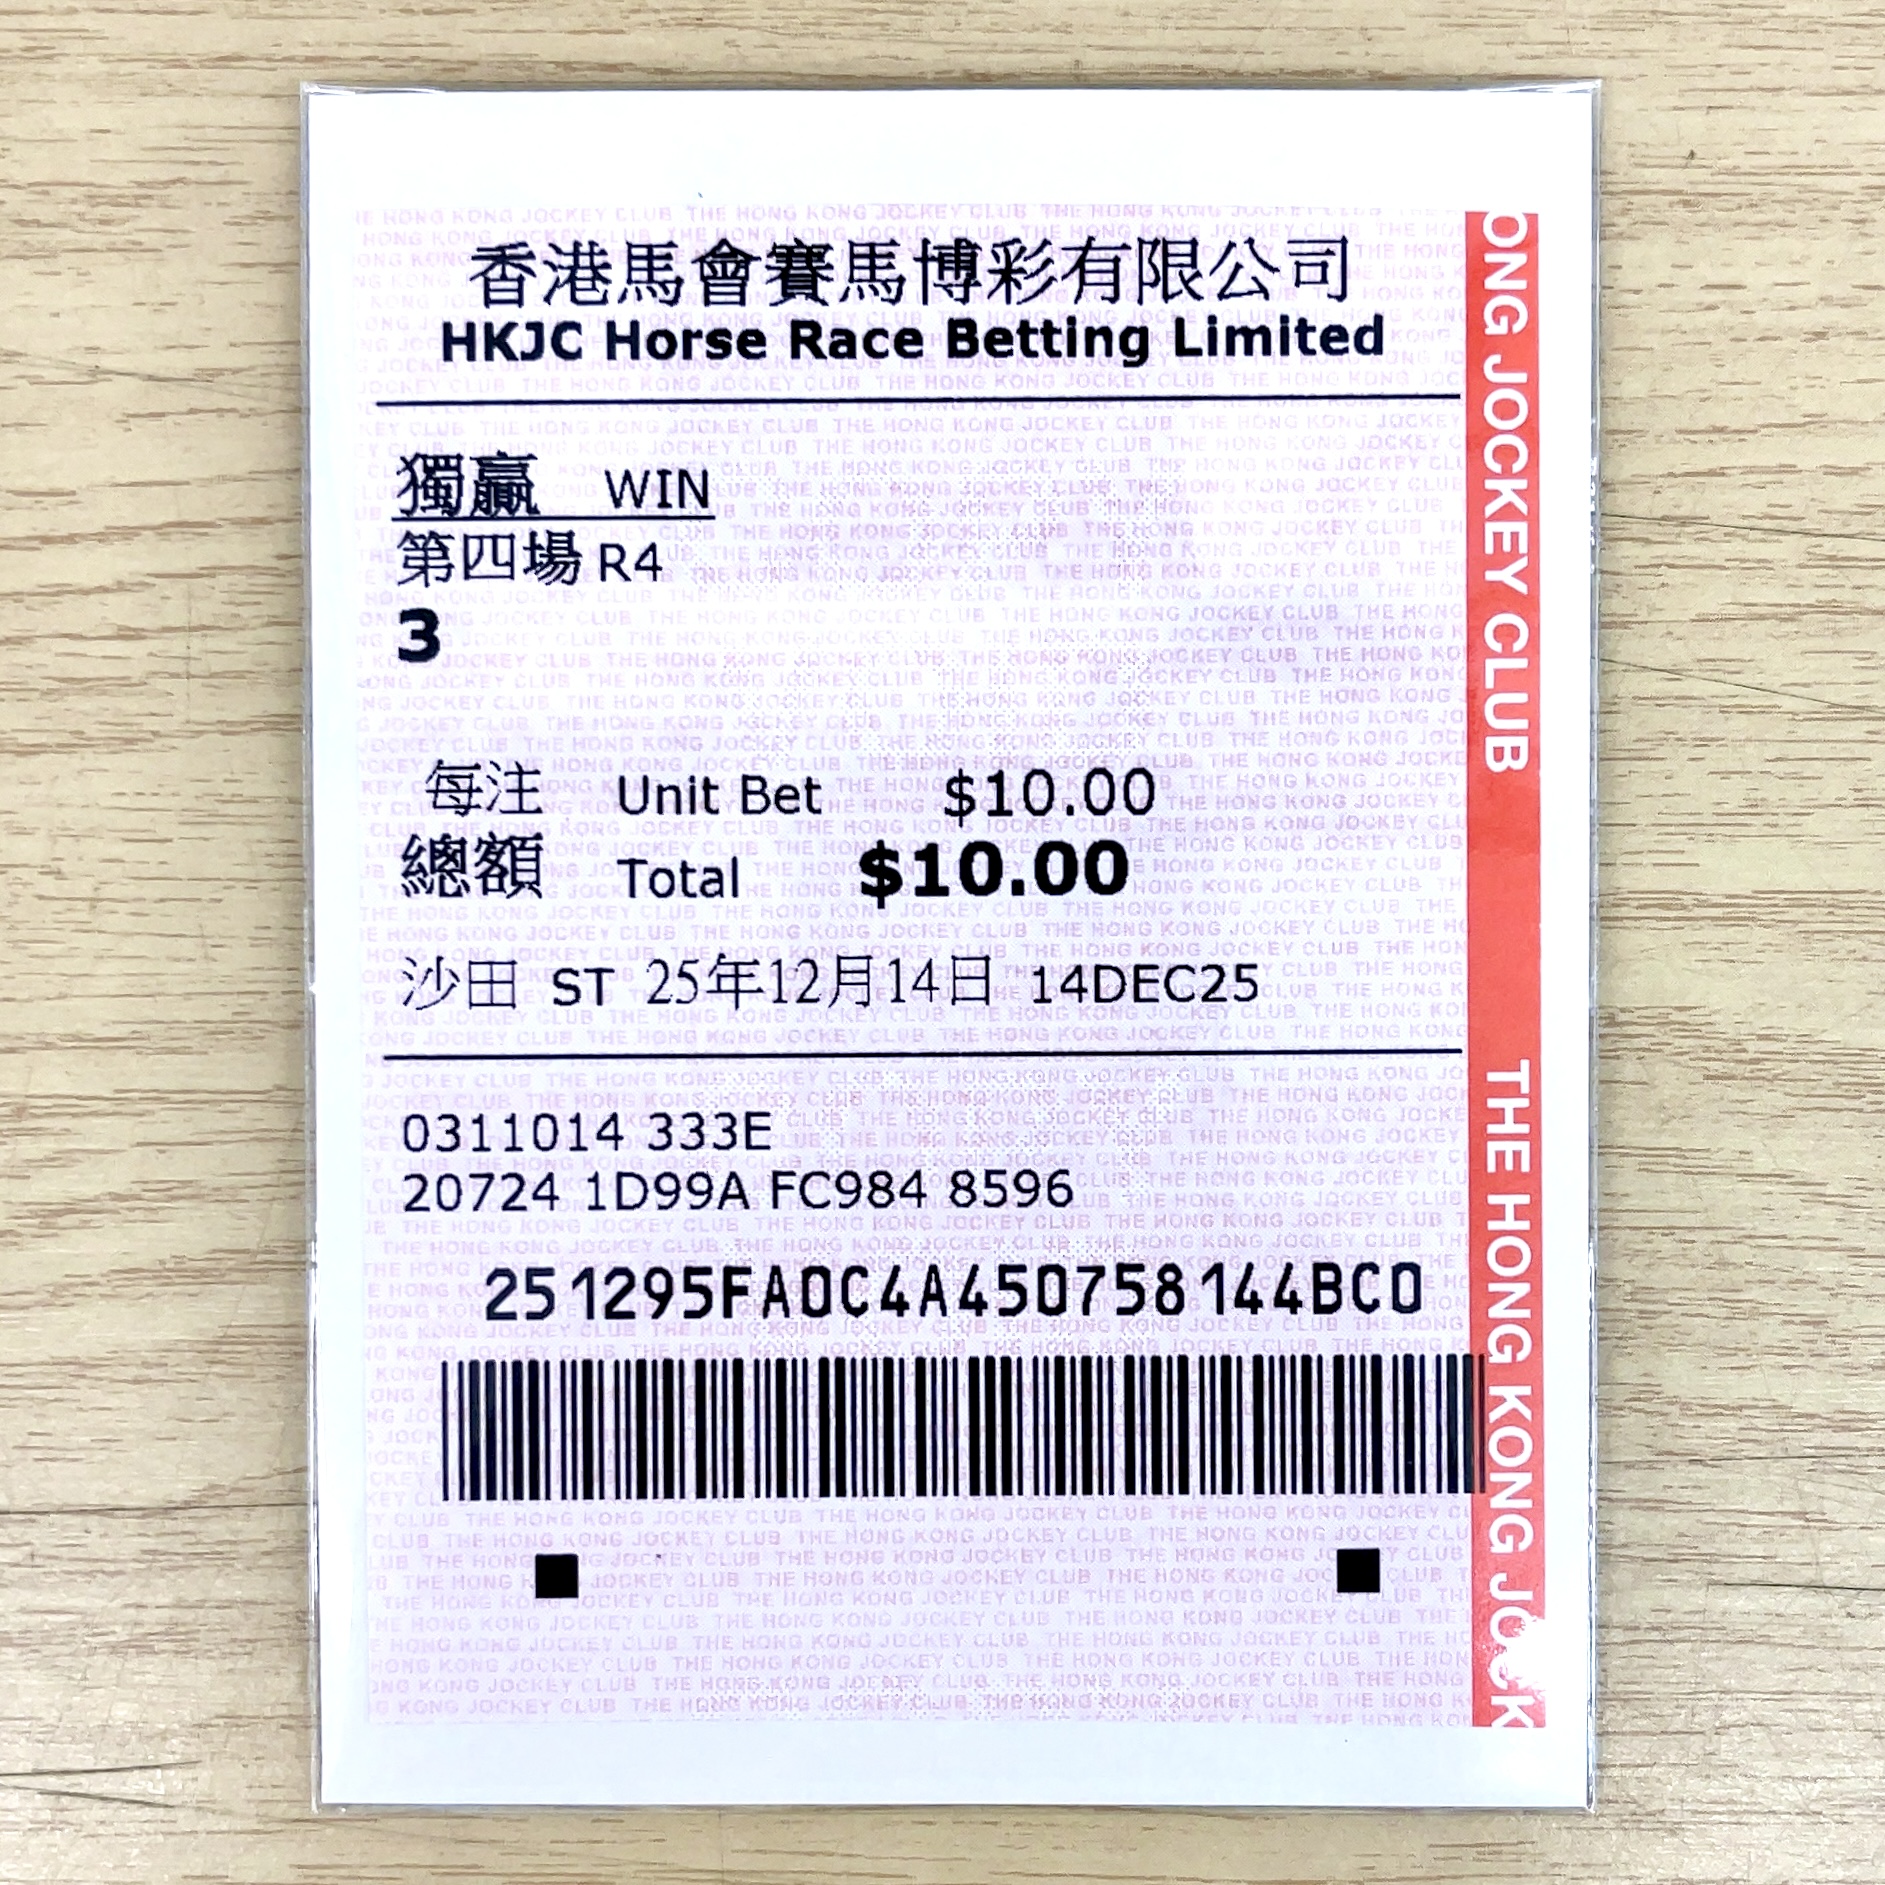 香港馬會賽馬博彩有限公司
HKJC Horse Race Betting Limited
獨贏 WIN
第四場 R4
3
每注 Unit Bet $10.00
總額 Total $10.00
沙田 ST 25年12月14日 14DEC25
0311014 333E
20724 1D99A FC984 8596
251295FA0C4A450758144BC0
ONG JOCKEY CLUB THE HONG KONG JOCK